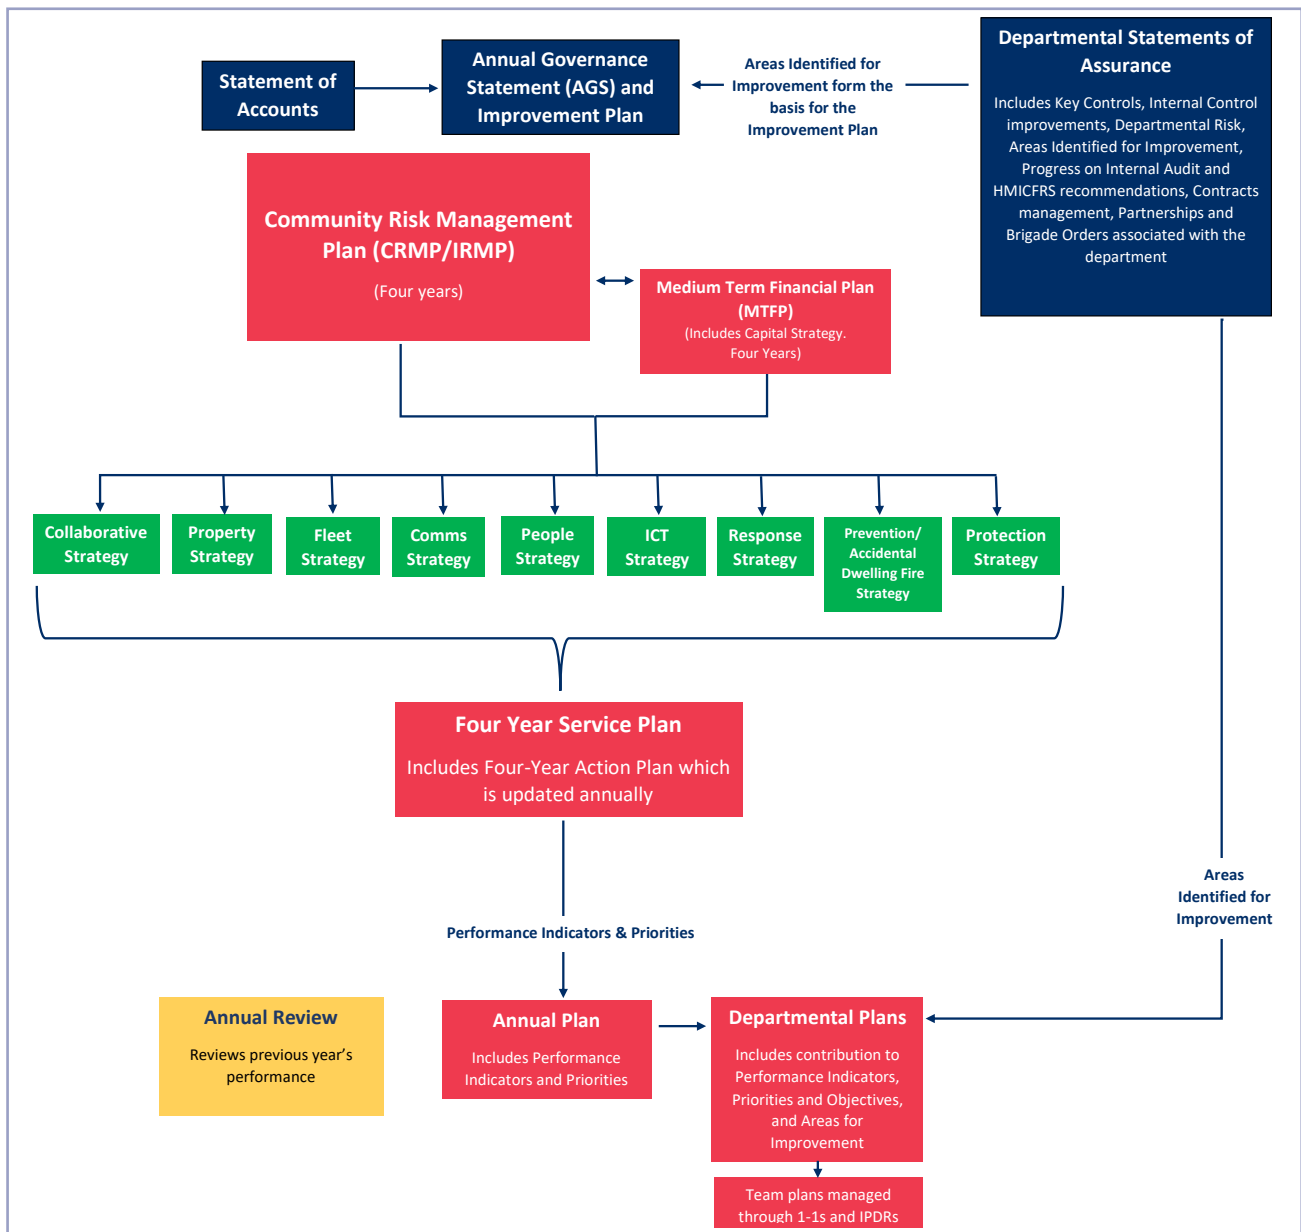 Statement of
Accounts
Annual Governance
Statement (AGS) and
Improvement Plan
Areas Identified for
Improvement form the
basis for the
Improvement Plan
Departmental Statements of
Assurance
Includes Key Controls, Internal Control
improvements, Departmental Risk,
Areas Identified for Improvement,
Progress on Internal Audit and
HMICFRS recommendations, Contracts
management, Partnerships and
Brigade Orders associated with the
department
Community Risk Management
Plan (CRMP/IRMP)
(Four years)
Medium Term Financial Plan
(MTFP)
(Includes Capital Strategy.
Four Years)
Collaborative
Strategy
Property
Strategy
Fleet
Strategy
Comms
Strategy
People
Strategy
ICT
Strategy
Response
Strategy
Prevention/
Accidental
Dwelling Fire
Strategy
Protection
Strategy
Four Year Service Plan
Includes Four-Year Action Plan which
is updated annually
Areas
Identified for
Improvement
Performance Indicators & Priorities
Annual Review
Reviews previous year’s
performance
Annual Plan
Includes Performance
Indicators and Priorities
Departmental Plans
Includes contribution to
Performance Indicators,
Priorities and Objectives,
and Areas for
Improvement
Team plans managed
through 1-1s and IPDRs